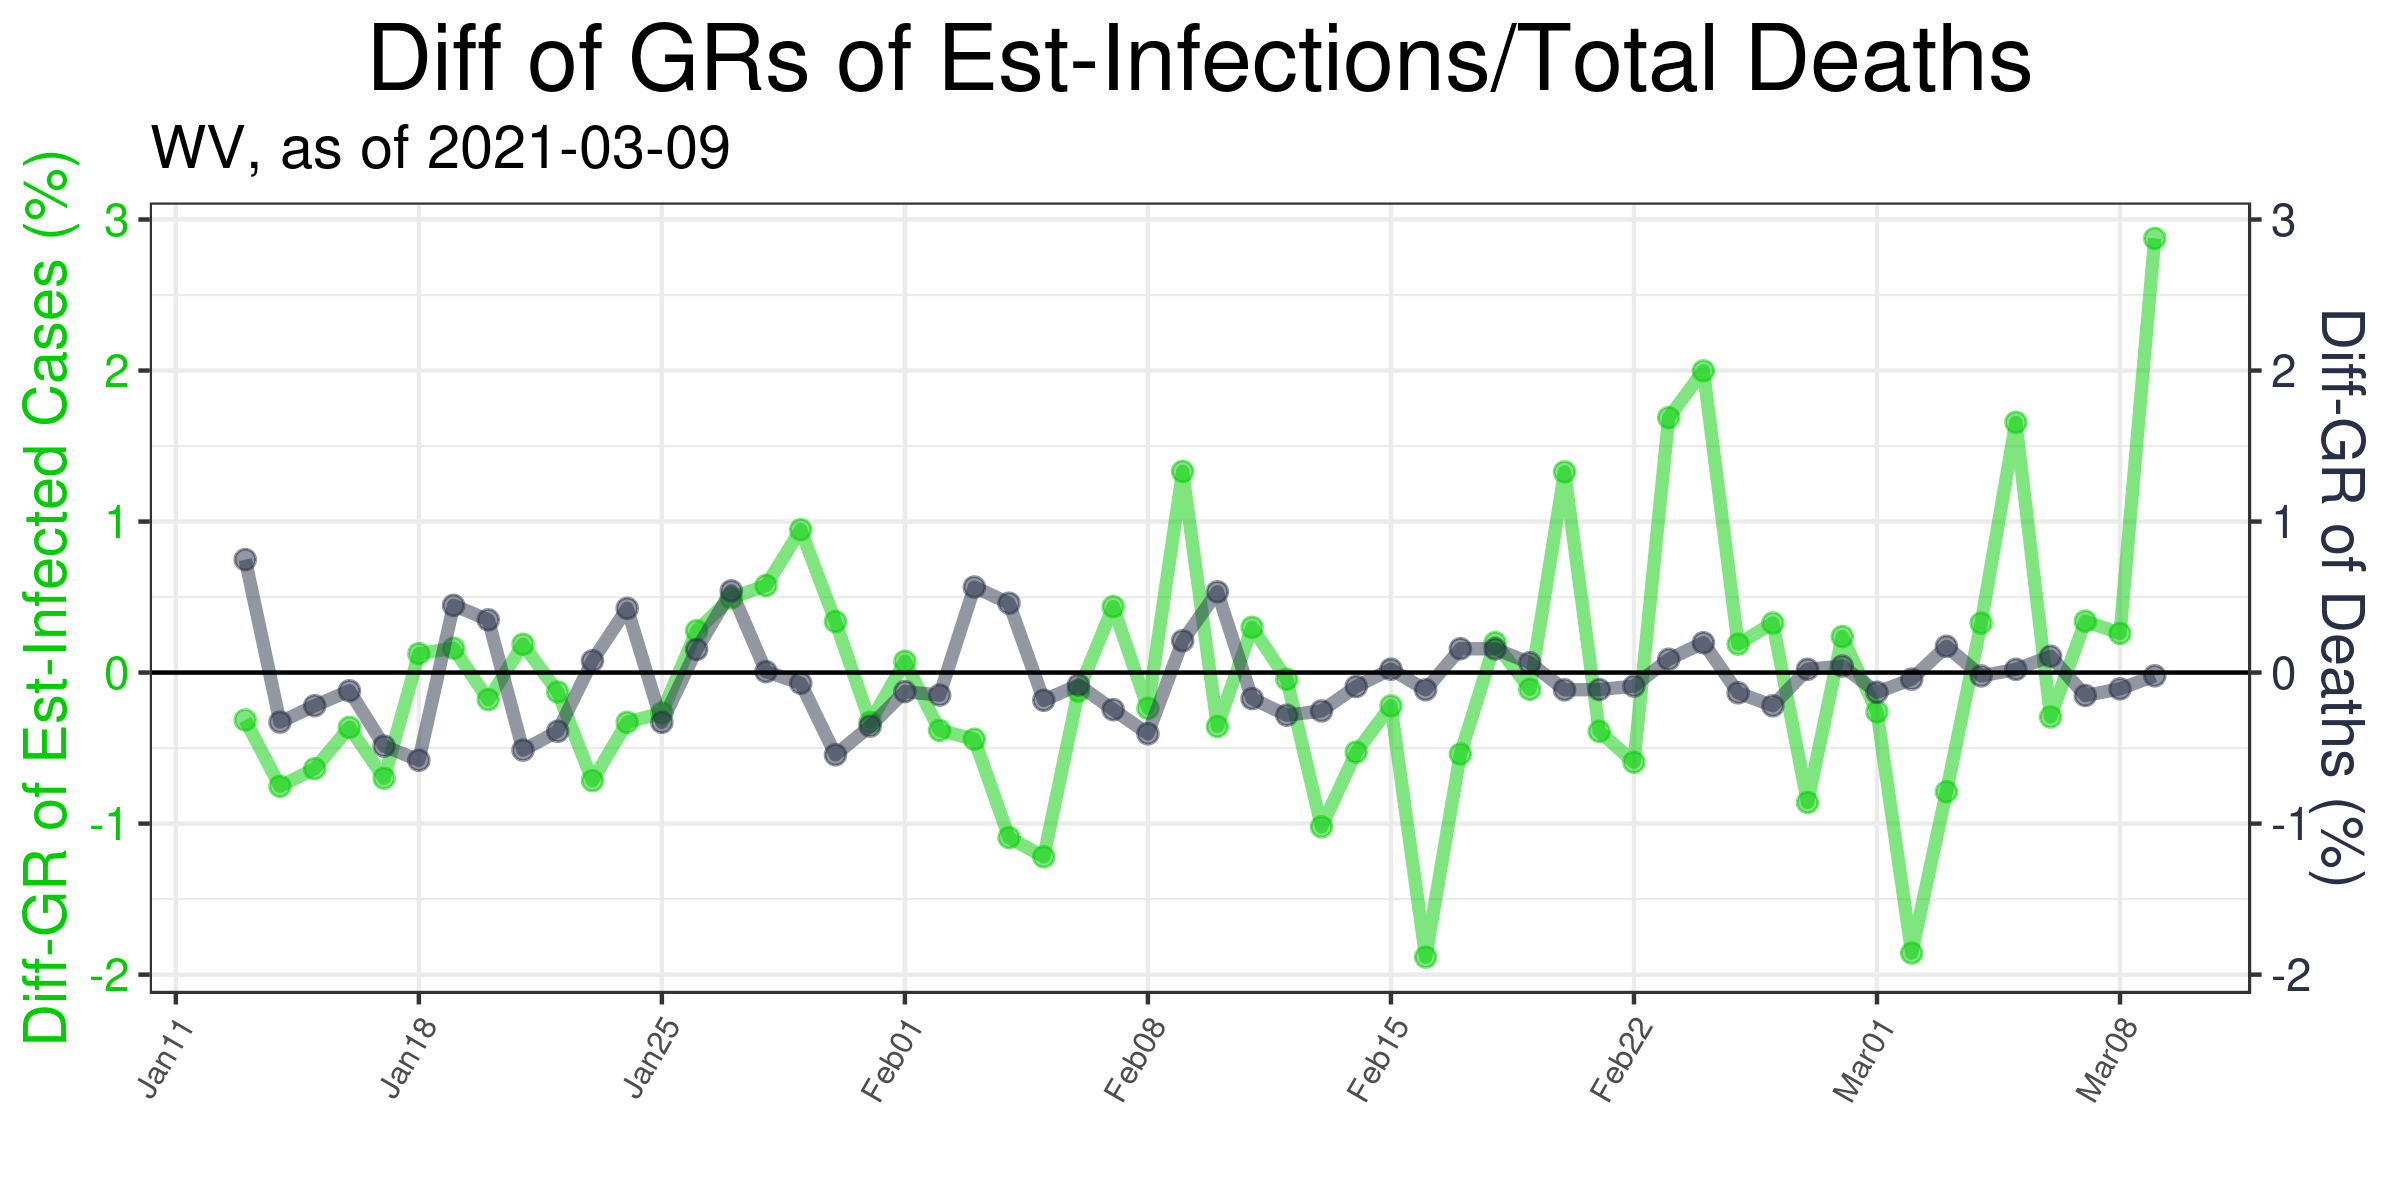 Diff of GRs of Est-Infections/Total Deaths
WV, as of 2021-03-09
Diff-GR of Est-Infected Cases (%)
3
2
1
0
-1
-2
3
2
1
0
-1
-2
Diff-GR of Deaths (%)
Jan11
Jan18
Jan25
Feb01
Feb08
Feb15
Feb22
Mar01
Mar08